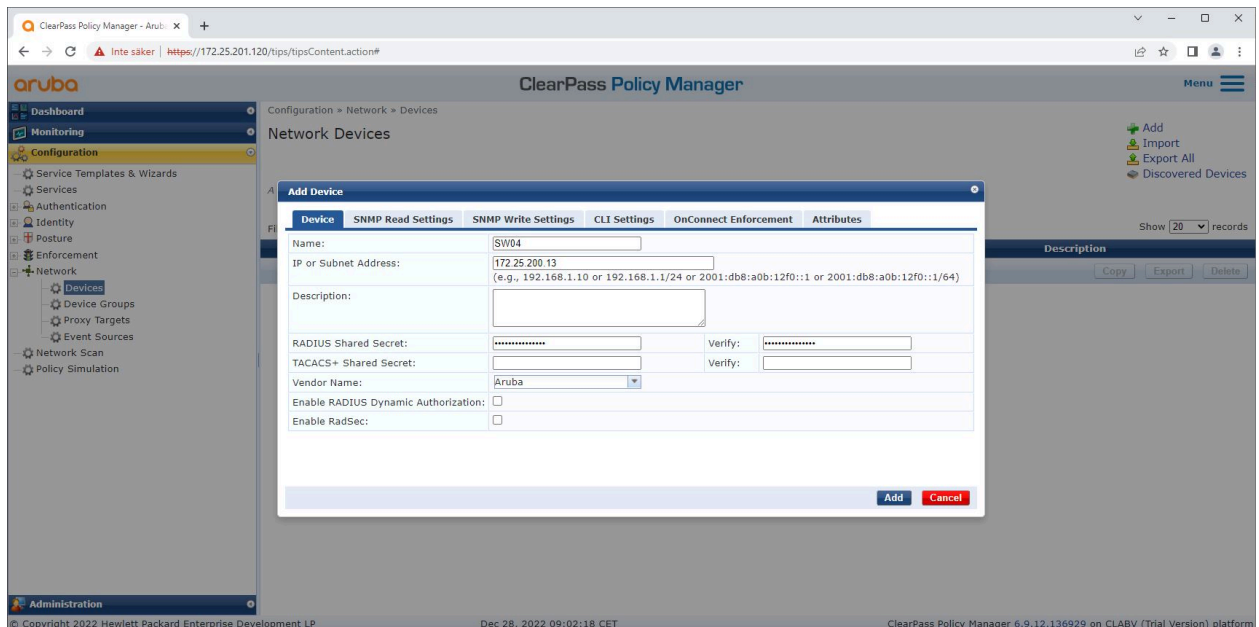 ClearPass Policy Manager - Aruba
Inte säker | https://172.25.201.120/tips/tipsContent.action#
aruba
ClearPass Policy Manager
Menu
Dashboard
Monitoring
Configuration
Service Templates & Wizards
Services
Authentication
Identity
Posture
Enforcement
Network
Devices
Device Groups
Proxy Targets
Event Sources
Network Scan
Policy Simulation
Administration
Configuration » Network » Devices
Network Devices
Add
Import
Export All
Discovered Devices
A
Fi
Show 20 records
Description
Copy Export Delete
Add Device
Device SNMP Read Settings SNMP Write Settings CLI Settings OnConnect Enforcement Attributes
Name: SW04
IP or Subnet Address: 172.25.200.13
(e.g., 192.168.1.10 or 192.168.1.1/24 or 2001:db8:a0b:12f0::1 or 2001:db8:a0b:12f0::1/64)
Description:
RADIUS Shared Secret: ••••••••••••••• Verify: •••••••••••••••
TACACS+ Shared Secret: Verify:
Vendor Name: Aruba
Enable RADIUS Dynamic Authorization:
Enable RadSec:
Add Cancel
© Copyright 2022 Hewlett Packard Enterprise Development LP Dec 28, 2022 09:02:18 CET ClearPass Policy Manager 6.9.12.136929 on CLABV (Trial Version) platform